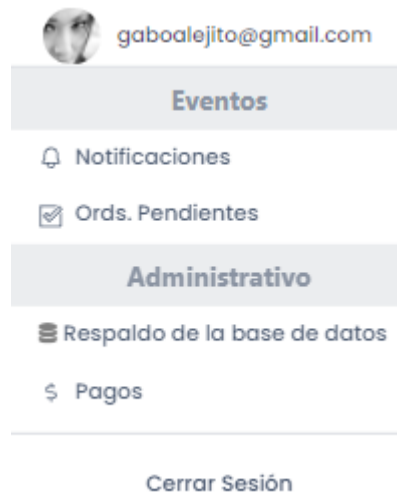 gaboalejito@gmail.com
Eventos
Notificaciones
Ords. Pendientes
Administrativo
Respaldo de la base de datos
$ Pagos
Cerrar Sesión